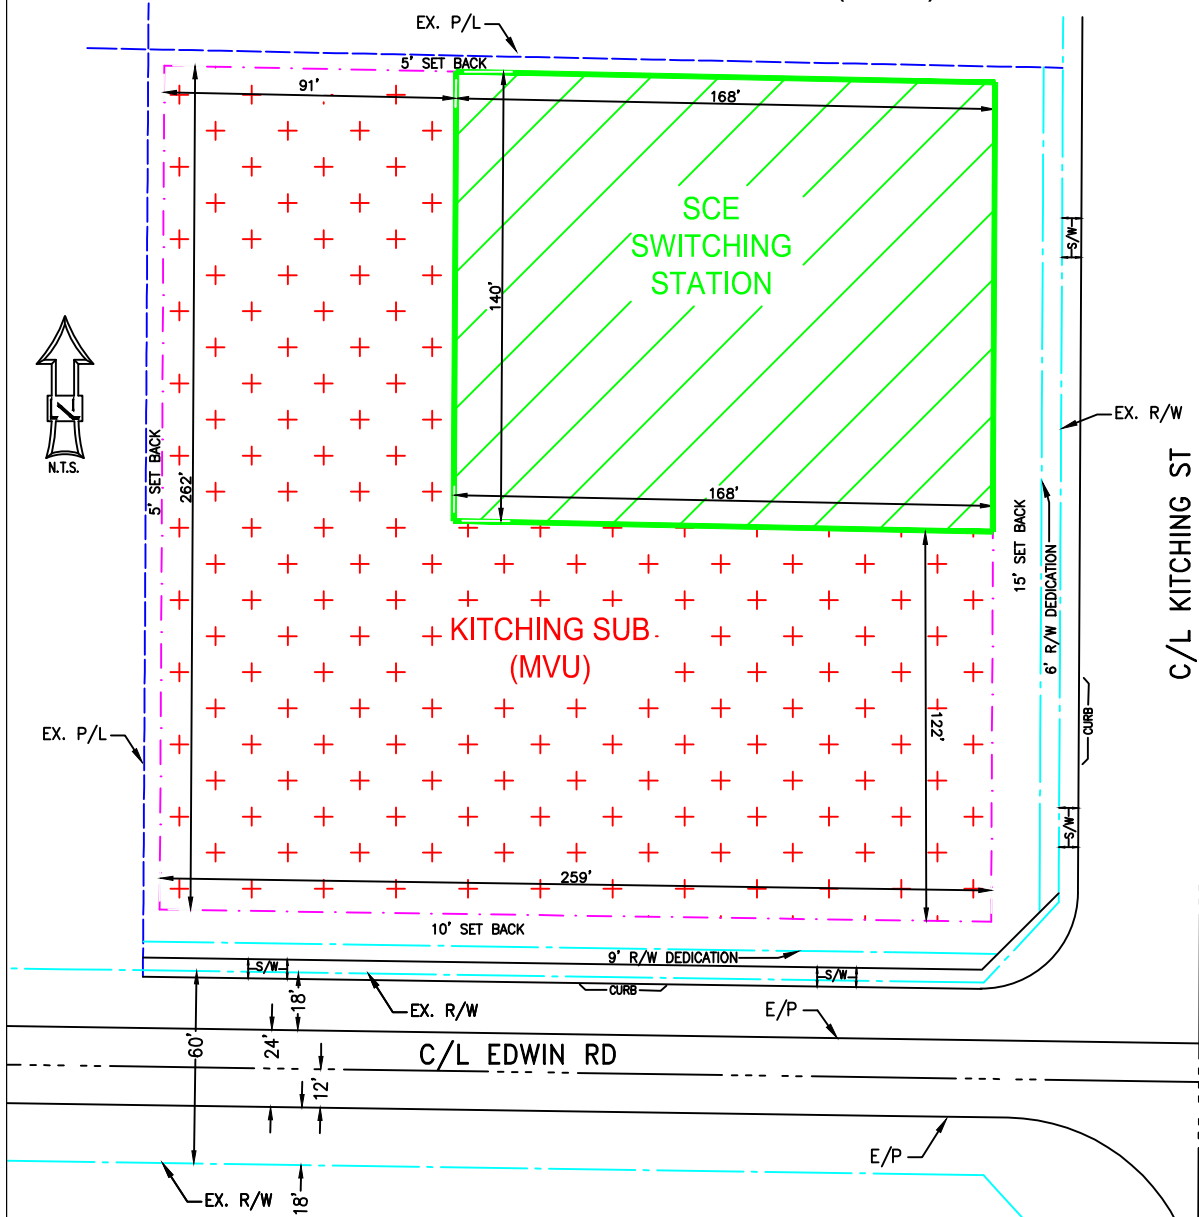 EX. P/L
5' SET BACK
91'
168'
SCE
SWITCHING
STATION
S/W
140'
N.T.S.
EX. R/W
5' SET BACK
262'
168'
15' SET BACK
6' R/W DEDICATION
C/L KITCHING ST
KITCHING SUB
(MVU)
122'
CURB
EX. P/L
S/W
259'
10' SET BACK
9' R/W DEDICATION
S/W
S/W
CURB
18'
EX. R/W
E/P
60'
24'
C/L EDWIN RD
12'
E/P
EX. R/W
18'